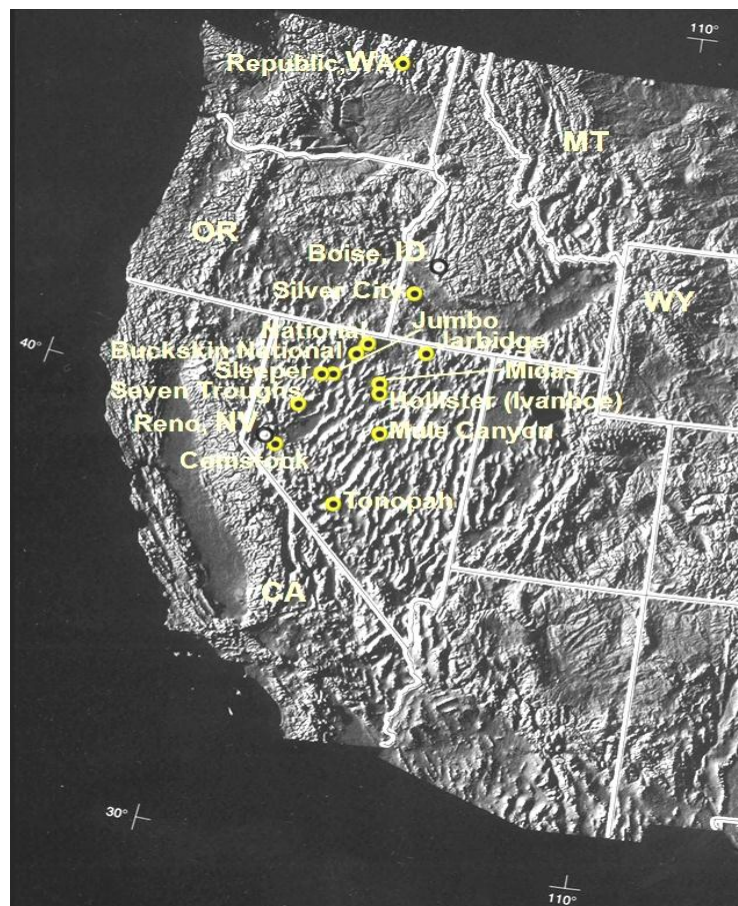 110°
Republic,WA
MT
OR
Boise, ID
Silver City
WY
National
Jumbo
Jarbidge
40°
Buckskin National
Sleeper
Midas
Seven Troughs
Hollister (Ivanhoe)
Reno, NV
Mule Canyon
Comstock
Tonopah
CA
30°
110°